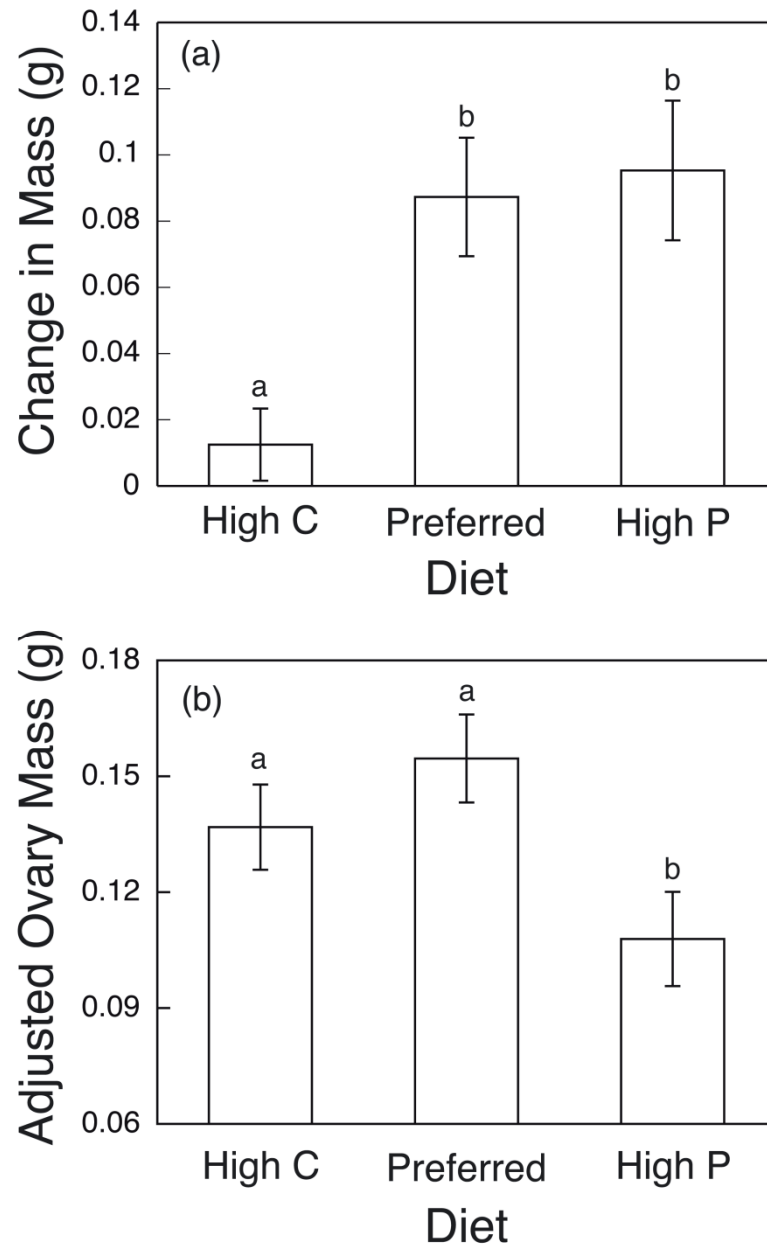 0.14
(a)
0.12
b
b
0.1
0.08
0.06
0.04
a
0.02
0
Change in Mass (g)
High C Preferred High P
Diet
0.18
(b)
a
a
0.15
0.12
b
0.09
0.06
Adjusted Ovary Mass (g)
High C Preferred High P
Diet